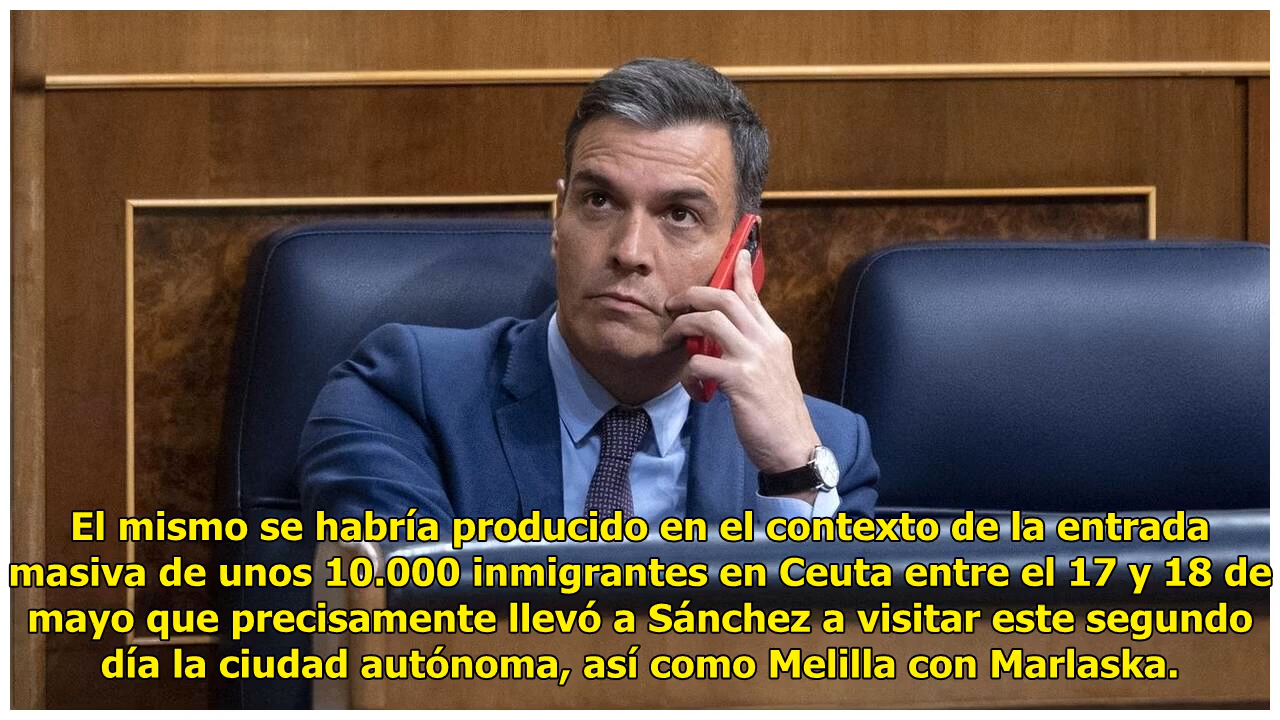 El mismo se habría producido en el contexto de la entrada
masiva de unos 10.000 inmigrantes en Ceuta entre el 17 y 18 de
mayo que precisamente llevó a Sánchez a visitar este segundo
día la ciudad autónoma, así como Melilla con Marlaska.